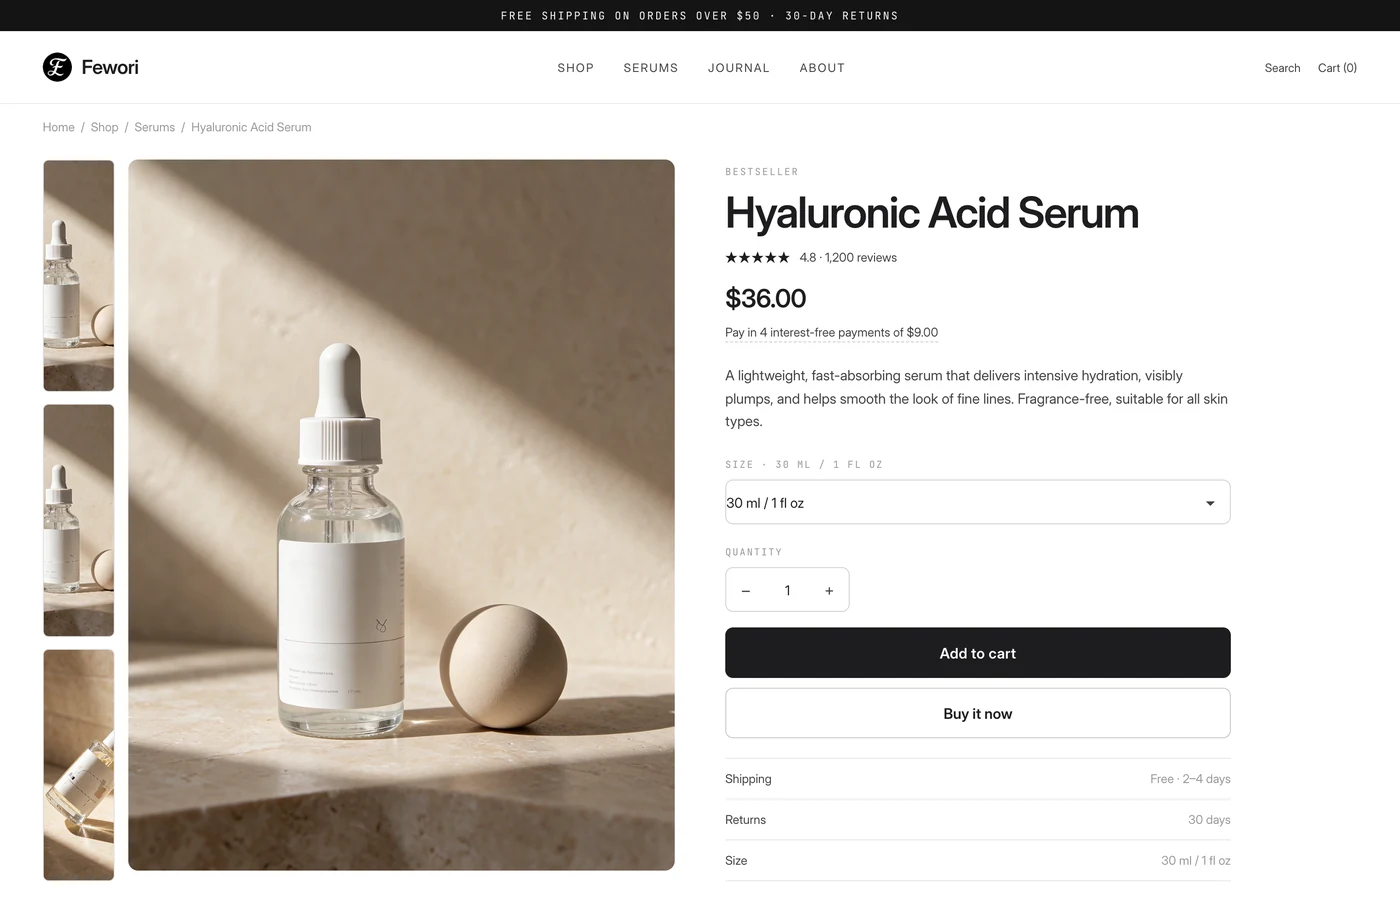 FREE SHIPPING ON ORDERS OVER $50 · 30-DAY RETURNS
Fewori
SHOP SERUMS JOURNAL ABOUT
Search Cart (0)
Home / Shop / Serums / Hyaluronic Acid Serum
BESTSELLER
Hyaluronic Acid Serum
★★★★★ 4.8 · 1,200 reviews
$36.00
Pay in 4 interest-free payments of $9.00
A lightweight, fast-absorbing serum that delivers intensive hydration, visibly
plumps, and helps smooth the look of fine lines. Fragrance-free, suitable for all skin
types.
SIZE · 30 ML / 1 FL OZ
30 ml / 1 fl oz
QUANTITY
− 1 +
Add to cart
Buy it now
Shipping Free · 2–4 days
Returns 30 days
Size 30 ml / 1 fl oz